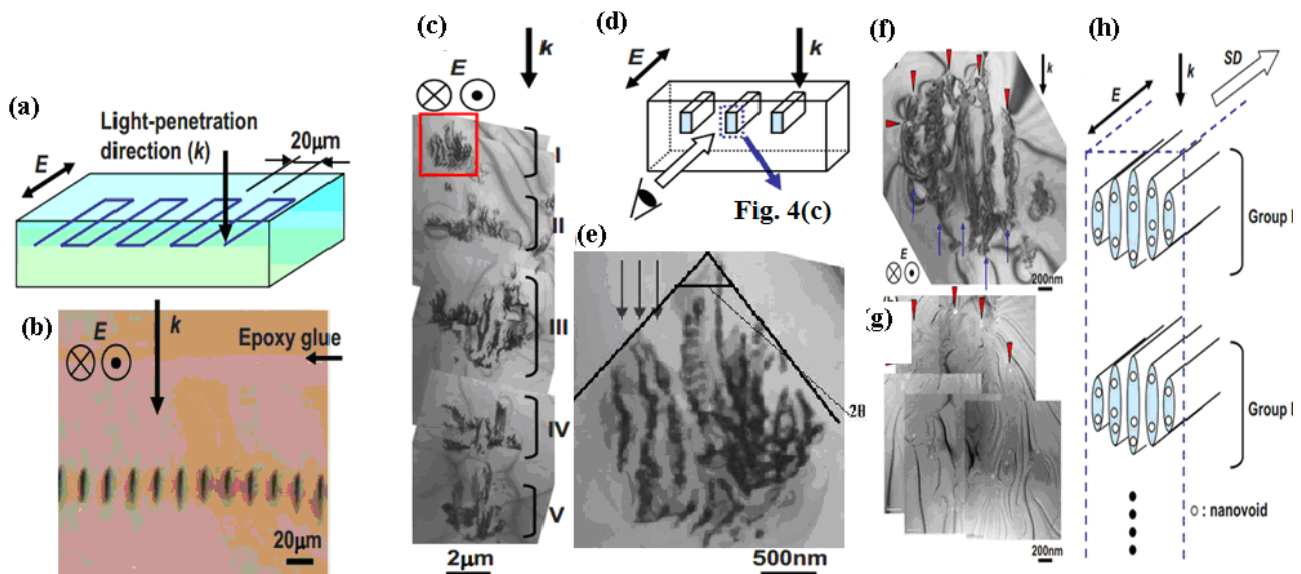 (a)
Light-penetration
direction (k)
20μm
E
(b)
E
k
Epoxy glue
20μm
(c)
k
E
I
II
III
IV
V
2μm
(d)
E
k
Fig. 4(c)
(e)
500nm
(f)
k
E
200nm
(g)
200nm
(h)
k
SD
E
Group I
Group I
: nanovoid